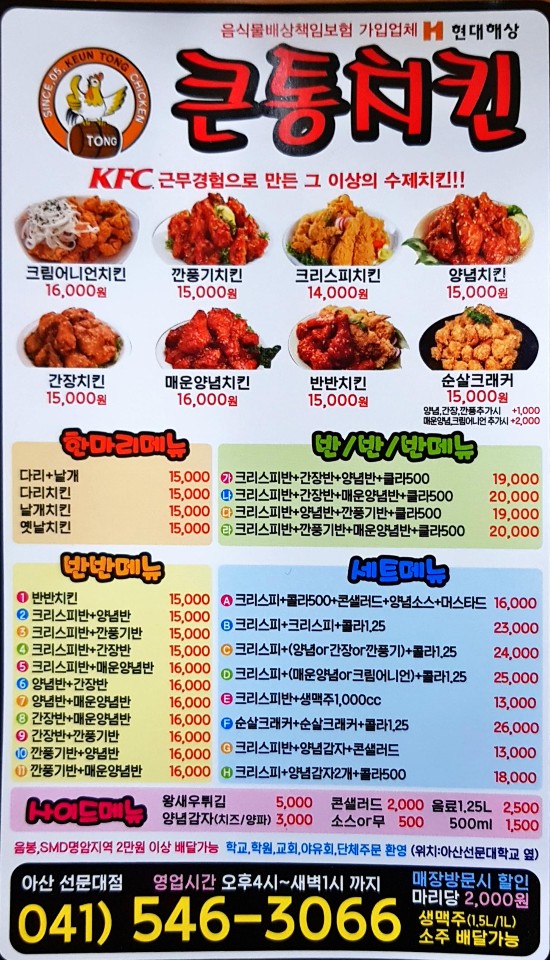 음식물배상책임보험 가입업체 현대해상
SINCE.05. KEUN TONG CHICKEN
TONG
큰통치킨
KFC 근무경험으로 만든 그 이상의 수제치킨!!
크림어니언치킨 깐풍기치킨 크리스피치킨 양념치킨
16,000원 15,000원 14,000원 15,000원
간장치킨 매운양념치킨 반반치킨 순살크래커
15,000원 16,000원 15,000원 15,000원
양념,간장,깐풍추가시 +1,000
매운양념,크림어니언 추가시 +2,000
한마리메뉴
다리+날개 15,000
다리치킨 15,000
날개치킨 15,000
옛날치킨 15,000
반/반/반메뉴
가 크리스피반+간장반+양념반+콜라500 19,000
나 크리스피반+간장반+매운양념반+콜라500 20,000
다 크리스피반+양념반+깐풍기반+콜라500 19,000
라 크리스피반+깐풍기반+매운양념반+콜라500 20,000
반반메뉴
1 반반치킨 15,000
2 크리스피반+양념반 15,000
3 크리스피반+깐풍기반 15,000
4 크리스피반+간장반 15,000
5 크리스피반+매운양념반 16,000
6 양념반+간장반 16,000
7 양념반+매운양념반 16,000
8 간장반+매운양념반 16,000
9 간장반+깐풍기반 16,000
10 깐풍기반+양념반 16,000
11 깐풍기반+매운양념반 16,000
세트메뉴
A 크리스피+콜라500+콘샐러드+양념소스+머스타드 16,000
B 크리스피+크리스피+콜라1,25 23,000
C 크리스피+(양념or간장or깐풍기)+콜라1,25 24,000
D 크리스피+(매운양념or크림어니언)+콜라1,25 25,000
E 크리스피반+생맥주1,000cc 13,000
F 순살크래커+순살크래커+콜라1,25 26,000
G 크리스피반+양념감자+콘샐러드 13,000
H 크리스피+양념감자2개+콜라500 18,000
사이드메뉴
왕새우튀김 5,000 콘샐러드 2,000 음료1,25L 2,500
양념감자(치즈/양파) 3,000 소스or무 500 500ml 1,500
음봉,SMD명암지역 2만원 이상 배달가능 학교,학원,교회,야유회,단체주문 환영 (위치:아산선문대학교 옆)
아산 선문대점 영업시간 오후4시~새벽1시 까지
041) 546-3066
매장방문시 할인
마리당 2,000원
생맥주(1.5L/1L)
소주 배달가능